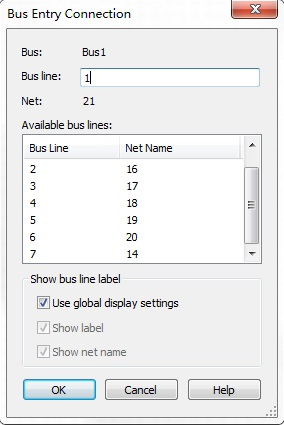 Bus Entry Connection
Bus: Bus1
Bus line: 1
Net: 21
Available bus lines:
Bus Line Net Name
2 16
3 17
4 18
5 19
6 20
7 14
Show bus line label
Use global display settings
Show label
Show net name
OK Cancel Help